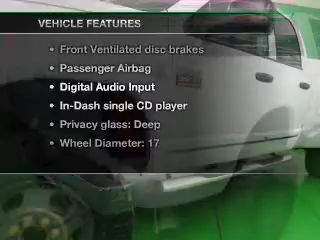 VEHICLE FEATURES
• Front Ventilated disc brakes
• Passenger Airbag
• Digital Audio Input
• In-Dash single CD player
• Privacy glass: Deep
• Wheel Diameter: 17